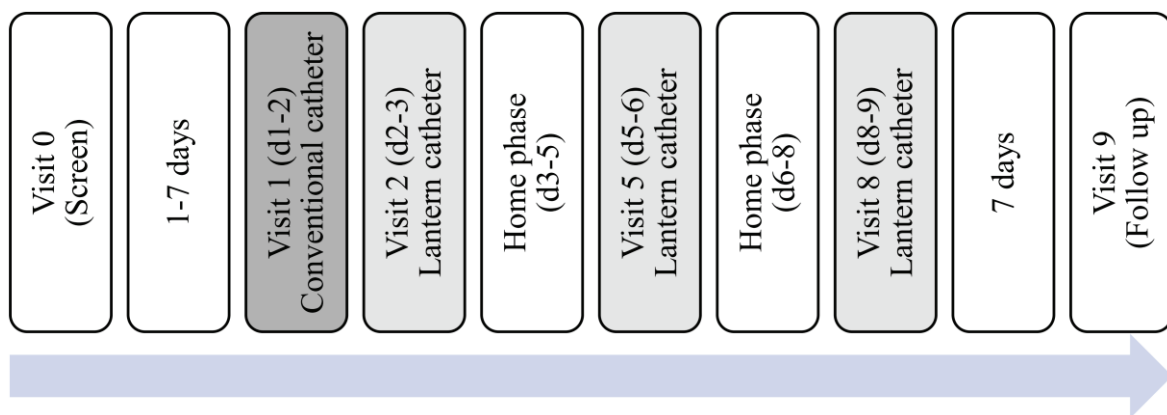 Visit 0
(Screen)
1-7 days
Visit 1 (d1-2)
Conventional catheter
Visit 2 (d2-3)
Lantern catheter
Home phase
(d3-5)
Visit 5 (d5-6)
Lantern catheter
Home phase
(d6-8)
Visit 8 (d8-9)
Lantern catheter
7 days
Visit 9
(Follow up)